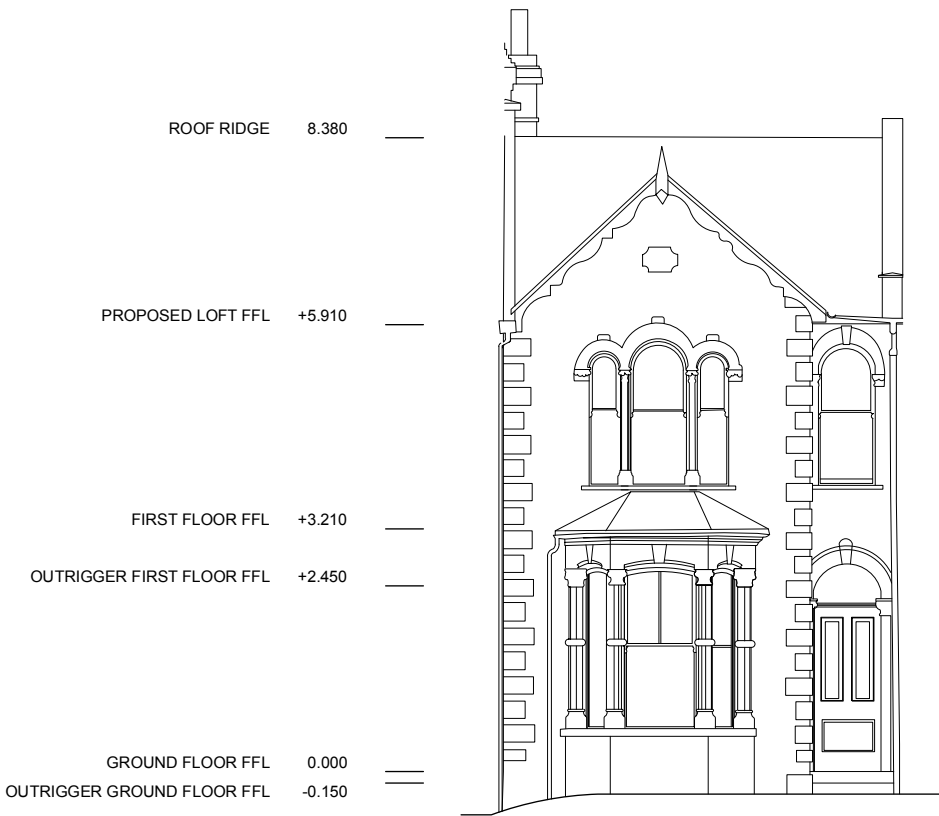 ROOF RIDGE 8.380
PROPOSED LOFT FFL +5.910
FIRST FLOOR FFL +3.210
OUTRIGGER FIRST FLOOR FFL +2.450
GROUND FLOOR FFL 0.000
OUTRIGGER GROUND FLOOR FFL -0.150